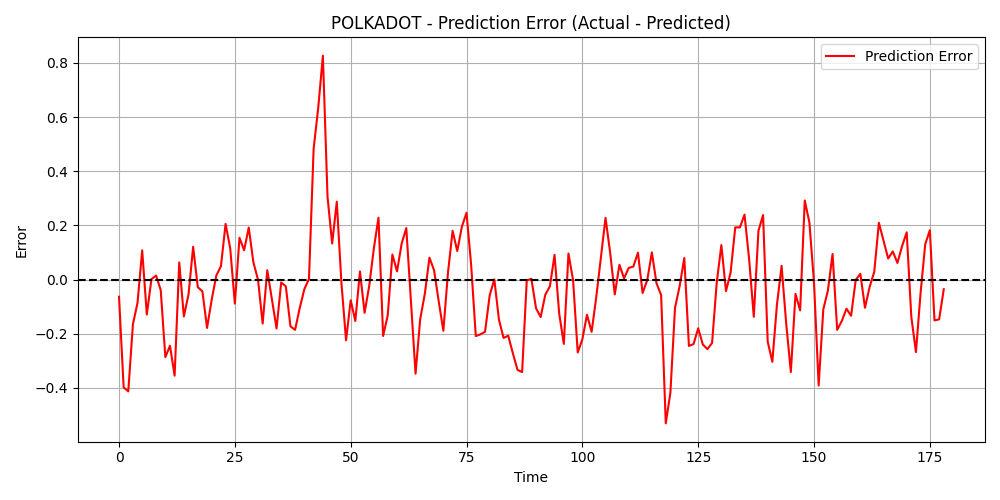 POLKADOT - Prediction Error (Actual - Predicted)
Prediction Error
Error
0.8
0.6
0.4
0.2
0.0
−0.2
−0.4
0 25 50 75 100 125 150 175
Time